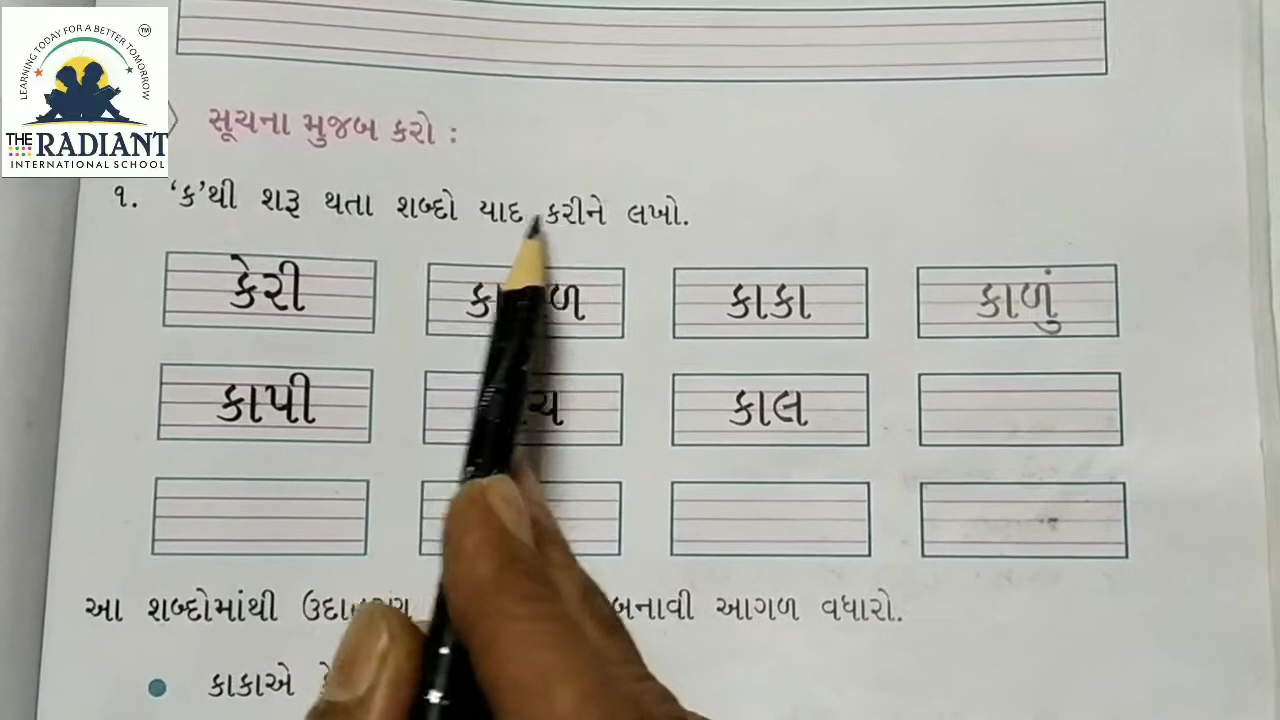 LEARNING TODAY FOR A BETTER TOMORROW
TM
THE RADIANT
INTERNATIONAL SCHOOL
સૂચના મુજબ કરો :
૧. ‘ક’થી શરૂ થતા શબ્દો યાદ કરીને લખો.
કેરી કાકા કાળું
કાપી કાલ
આ શબ્દોમાંથી બનાવી આગળ વધારો.
કાકાએ